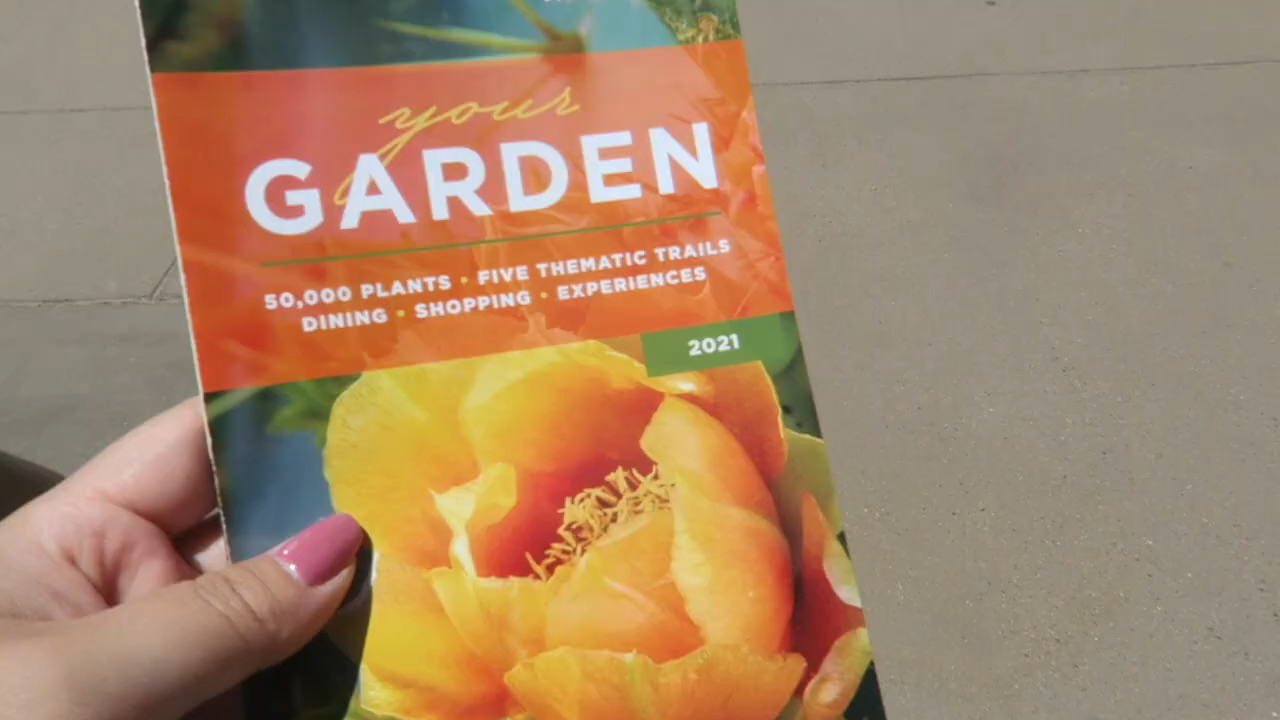 your
GARDEN
50,000 PLANTS • FIVE THEMATIC TRAILS
DINING • SHOPPING • EXPERIENCES
2021